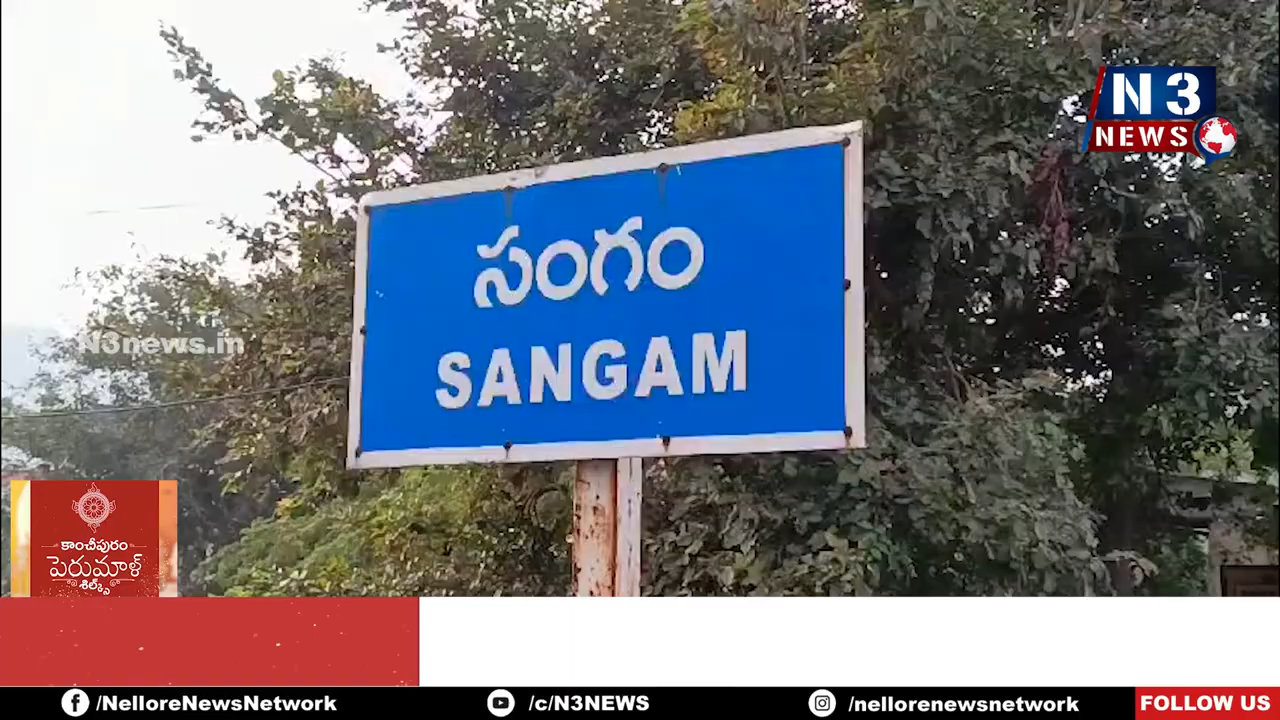 N3
NEWS
సంగం
SANGAM
N3news.in
కాంచీపురం
పెరుమాళ్
సిల్క్స్
/NelloreNewsNetwork
/c/N3NEWS
/nellorenewsnetwork
FOLLOW US